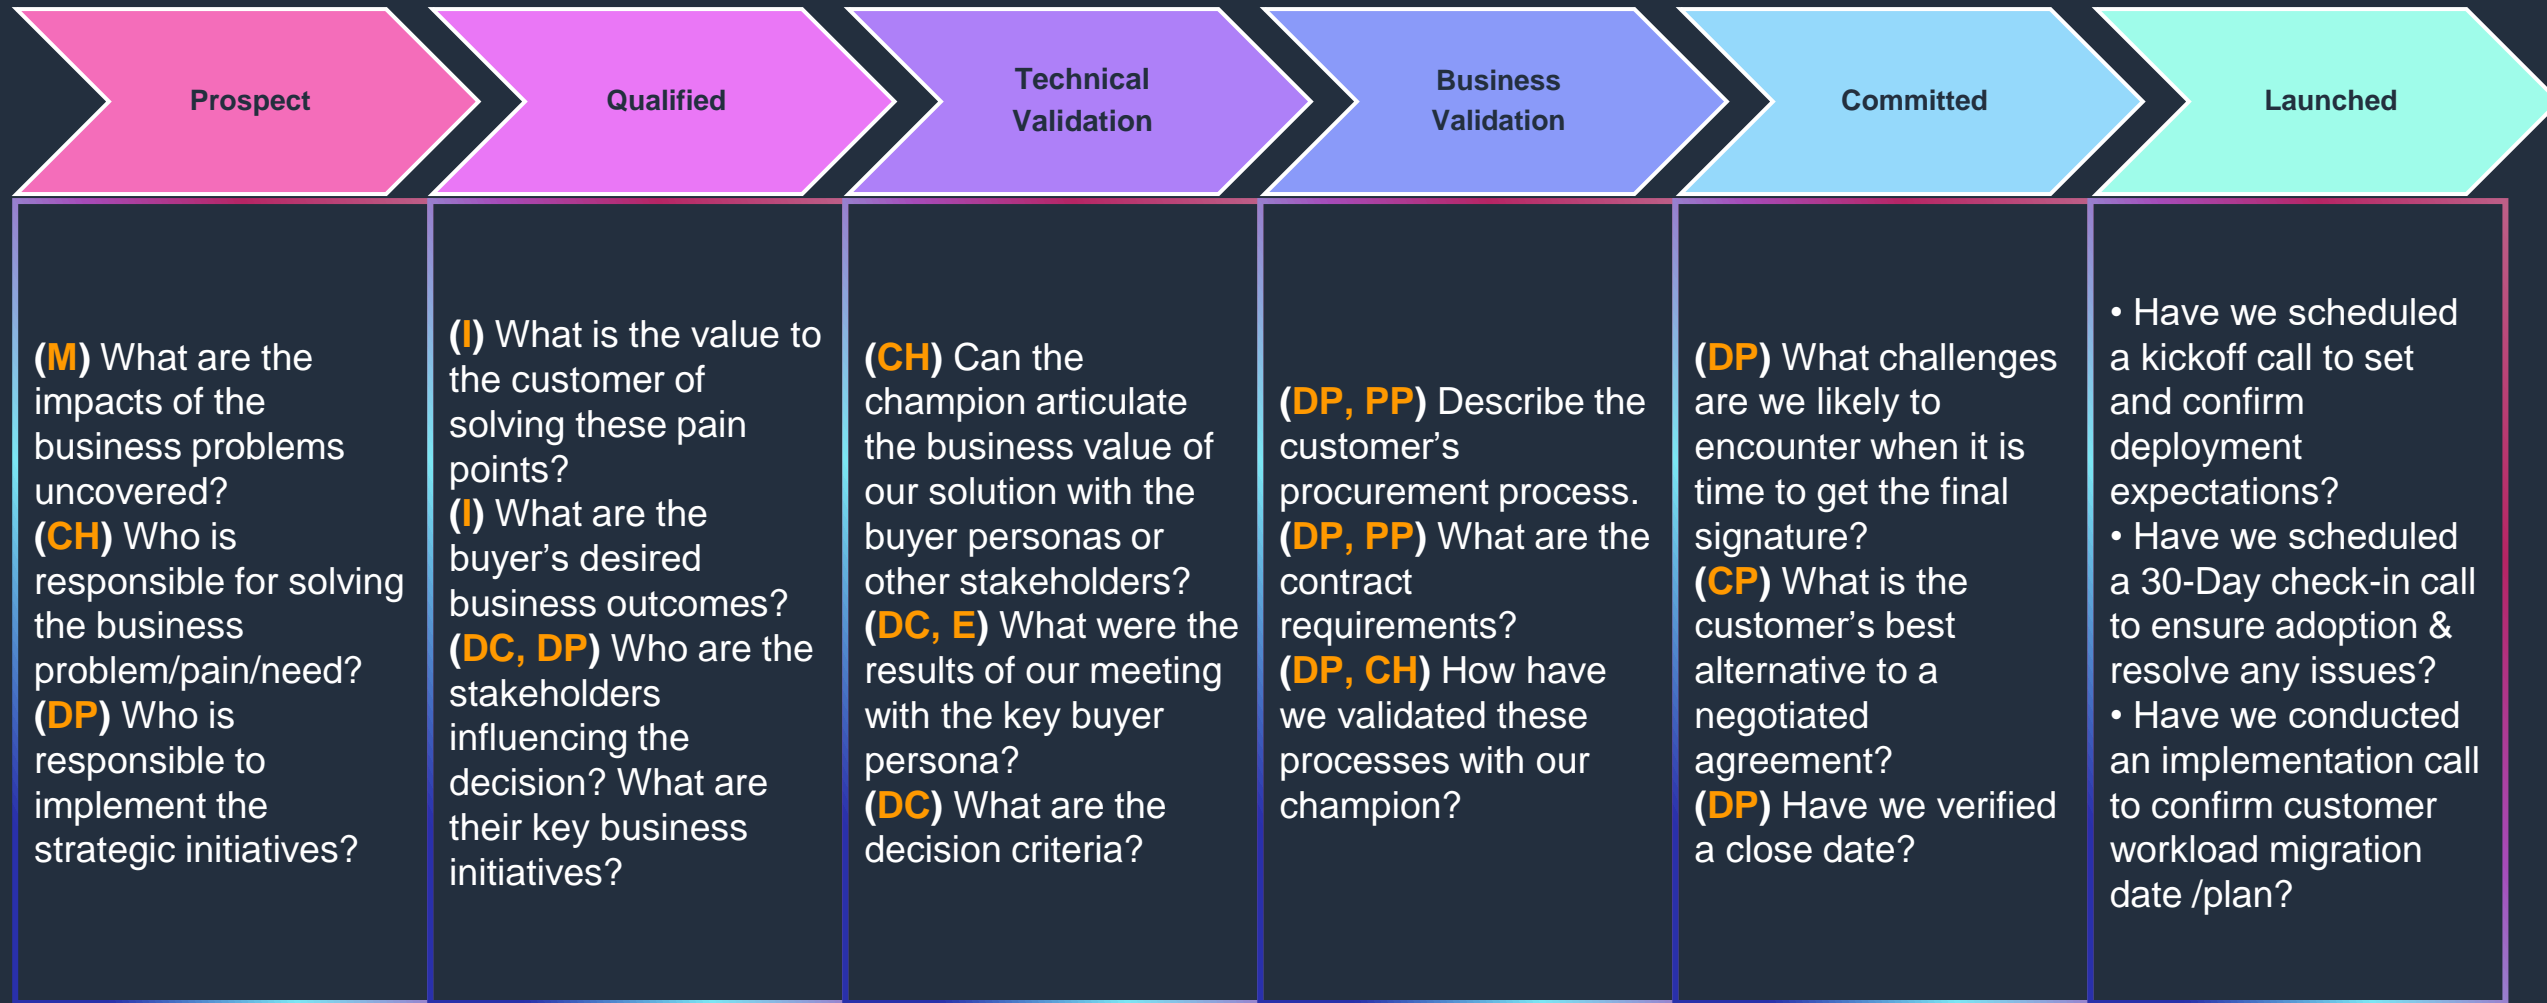 Prospect
Qualified
Technical
Validation
Business
Validation
Committed
Launched
(M) What are the
impacts of the
business problems
uncovered?
(CH) Who is
responsible for solving
the business
problem/pain/need?
(DP) Who is
responsible to
implement the
strategic initiatives?
(I) What is the value to
the customer of
solving these pain
points?
(I) What are the
buyer’s desired
business outcomes?
(DC, DP) Who are the
stakeholders
influencing the
decision? What are
their key business
initiatives?
(CH) Can the
champion articulate
the business value of
our solution with the
buyer personas or
other stakeholders?
(DC, E) What were the
results of our meeting
with the key buyer
persona?
(DC) What are the
decision criteria?
(DP, PP) Describe the
customer’s
procurement process.
(DP, PP) What are the
contract
requirements?
(DP, CH) How have
we validated these
processes with our
champion?
(DP) What challenges
are we likely to
encounter when it is
time to get the final
signature?
(CP) What is the
customer’s best
alternative to a
negotiated
agreement?
(DP) Have we verified
a close date?
• Have we scheduled
a kickoff call to set
and confirm
deployment
expectations?
• Have we scheduled
a 30-Day check-in call
to ensure adoption &
resolve any issues?
• Have we conducted
an implementation call
to confirm customer
workload migration
date /plan?